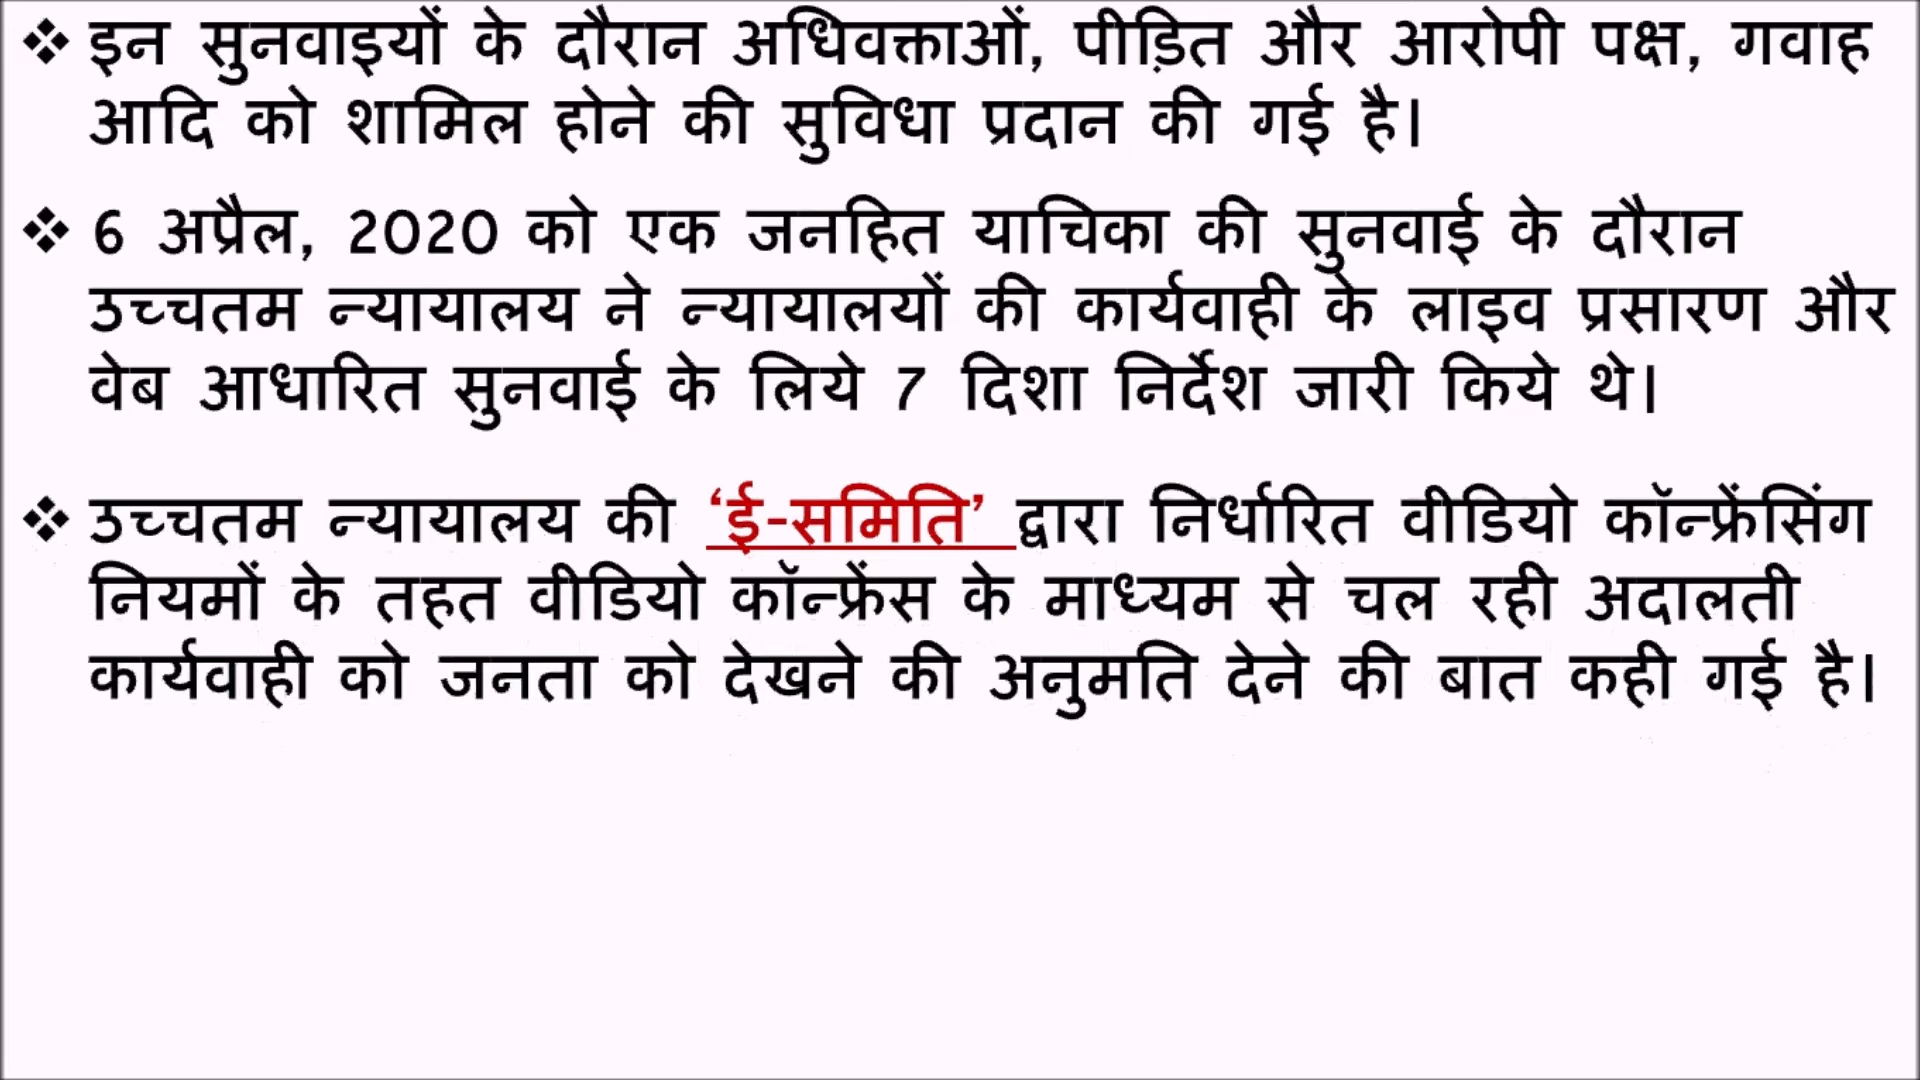 ❖ इन सुनवाइयों के दौरान अधिवक्ताओं, पीड़ित और आरोपी पक्ष, गवाह
आदि को शामिल होने की सुविधा प्रदान की गई है।
❖ 6 अप्रैल, 2020 को एक जनहित याचिका की सुनवाई के दौरान
उच्चतम न्यायालय ने न्यायालयों की कार्यवाही के लाइव प्रसारण और
वेब आधारित सुनवाई के लिये 7 दिशा निर्देश जारी किये थे।
❖ उच्चतम न्यायालय की ‘ई-समिति’ द्वारा निर्धारित वीडियो कॉन्फ्रेंसिंग
नियमों के तहत वीडियो कॉन्फ्रेंस के माध्यम से चल रही अदालती
कार्यवाही को जनता को देखने की अनुमति देने की बात कही गई है।